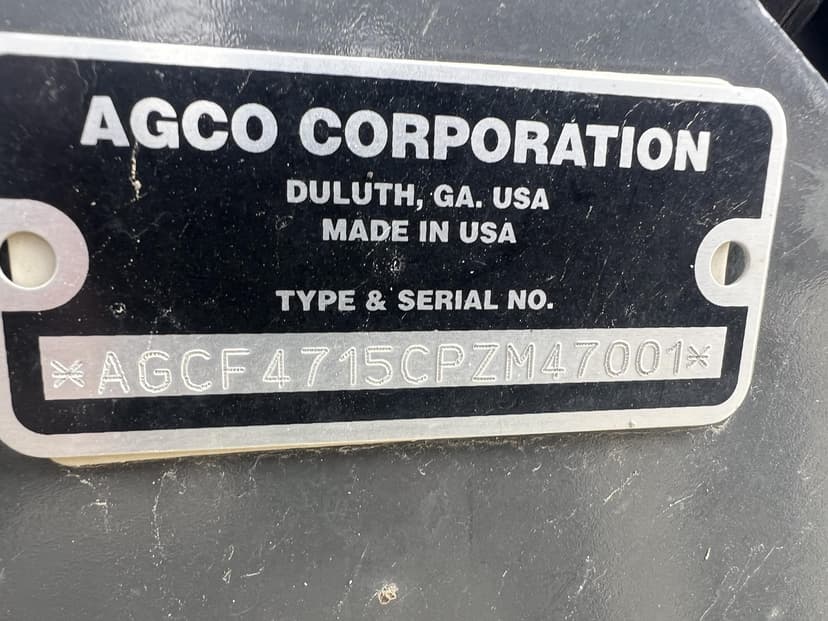 AGCO CORPORATION
DULUTH, GA. USA
MADE IN USA
TYPE & SERIAL NO.
*AGCF4715CPZM47001*